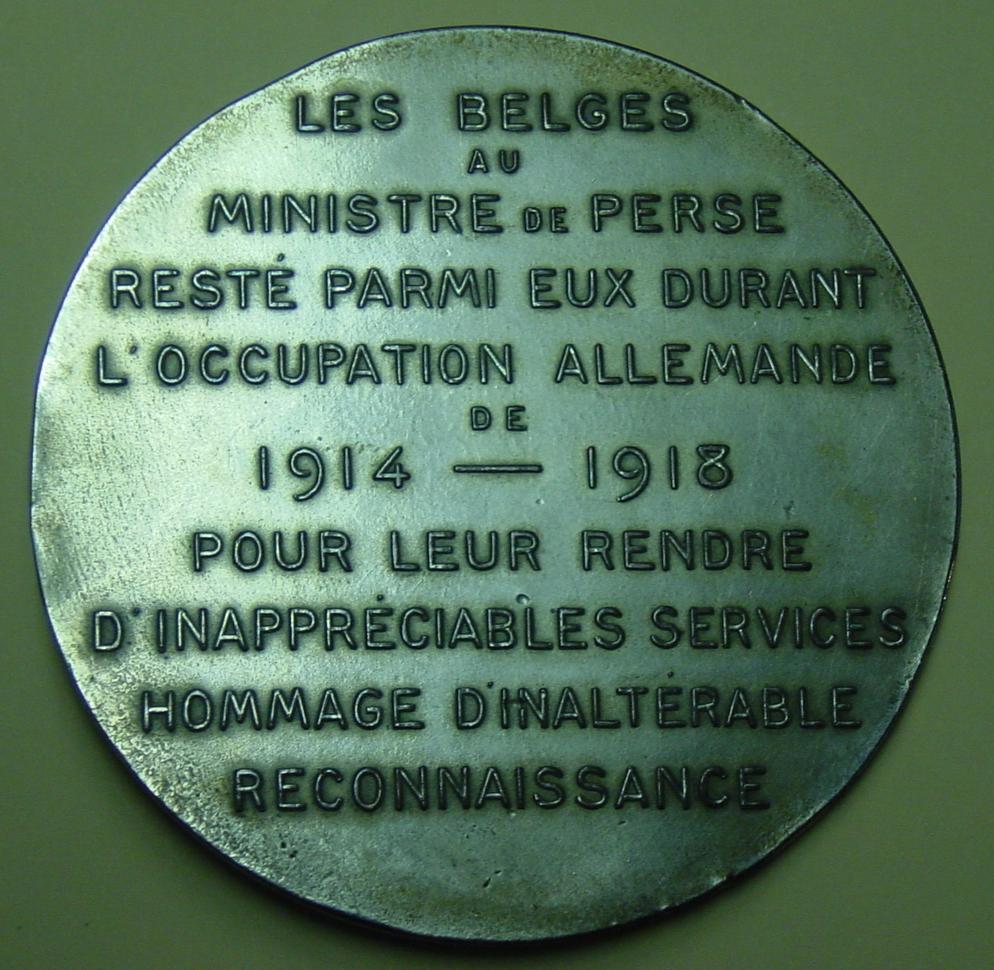 LES BELGES
AU
MINISTRE DE PERSE
RESTÉ PARMI EUX DURANT
L'OCCUPATION ALLEMANDE
DE
1914 — 1918
POUR LEUR RENDRE
D'INAPPRÉCIABLES SERVICES
HOMMAGE D'INALTÉRABLE
RECONNAISSANCE